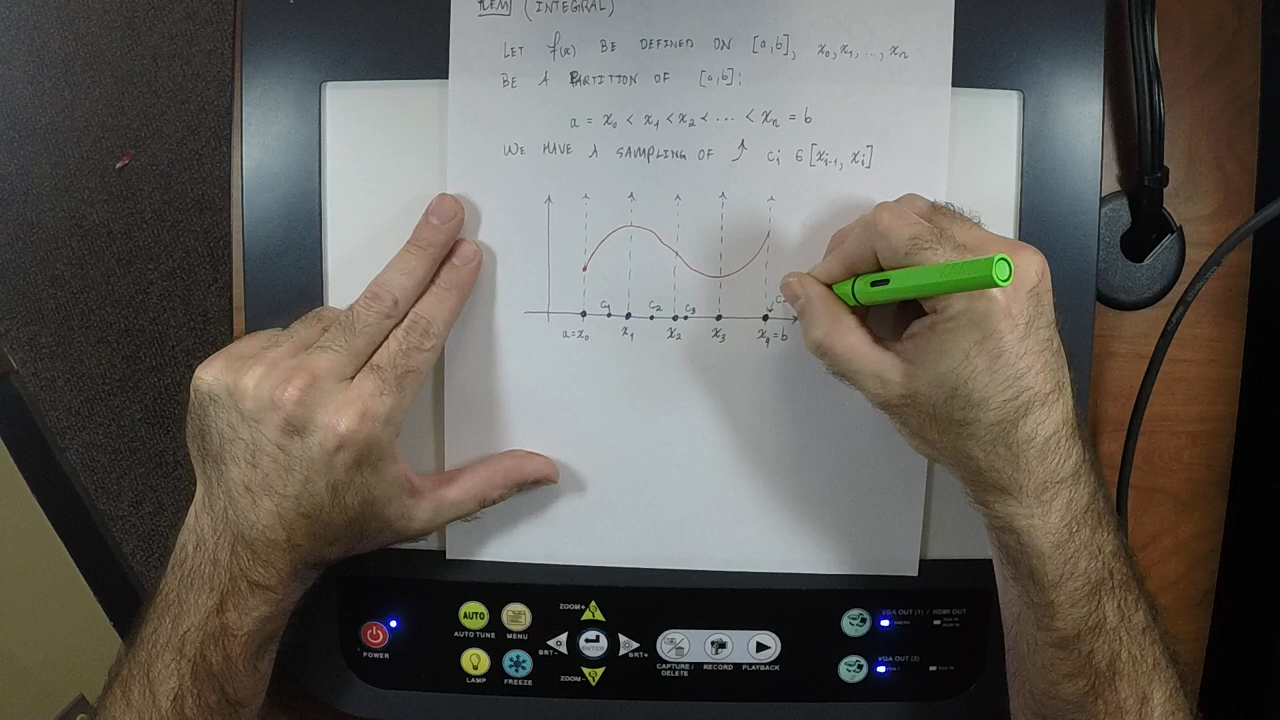 (INTEGRAL)
LET f(x) BE DEFINED ON [a,b], x₀, x₁, ..., xₙ
BE A PARTITION OF [a,b]:
a = x₀ < x₁ < x₂ < ... < xₙ = b
WE HAVE A SAMPLING OF ↑ cᵢ ∈ [xᵢ₋₁, xᵢ]
c₁ c₂ c₃
a=x₀ x₁ x₂ x₃ x₄=b
ZOOM+
VGA OUT (1) / HDMI OUT
AUTO
AUTO TUNE MENU
POWER
BRT- ENTER BRT+
CAPTURE / DELETE RECORD PLAYBACK
VGA OUT (2)
LAMP FREEZE ZOOM-